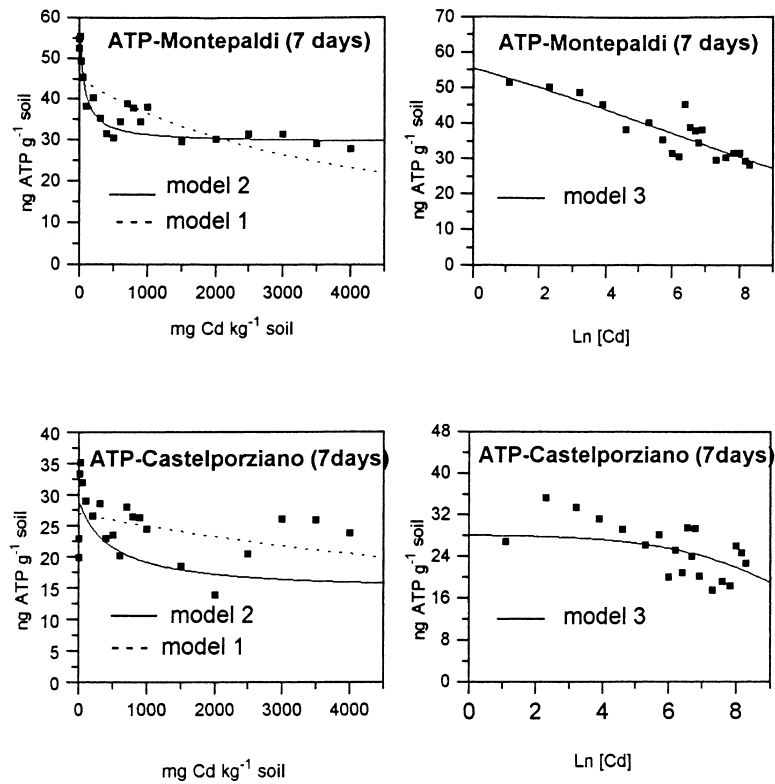 ATP-Montepaldi (7 days)
ng ATP g-1 soil
60
50
40
30
20
10
0
model 2
model 1
0 1000 2000 3000 4000
mg Cd kg-1 soil
ATP-Montepaldi (7 days)
ng ATP g-1 soil
70
60
50
40
30
20
10
0
model 3
0 2 4 6 8
Ln [Cd]
ATP-Castelporziano (7days)
ng ATP g-1 soil
40
35
30
25
20
15
10
5
0
model 2
model 1
0 1000 2000 3000 4000
mg Cd kg-1 soil
ATP-Castelporziano (7days)
ng ATP g-1 soil
48
40
32
24
16
8
0
model 3
0 2 4 6 8
Ln [Cd]